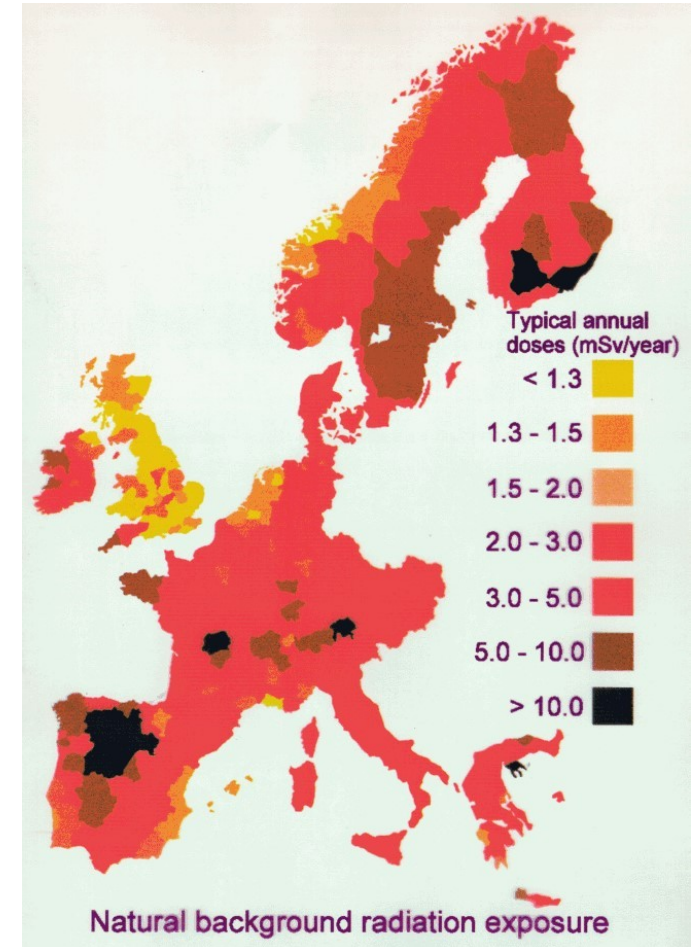 Typical annual
doses (mSv/year)
< 1.3
1.3 - 1.5
1.5 - 2.0
2.0 - 3.0
3.0 - 5.0
5.0 - 10.0
> 10.0
Natural background radiation exposure